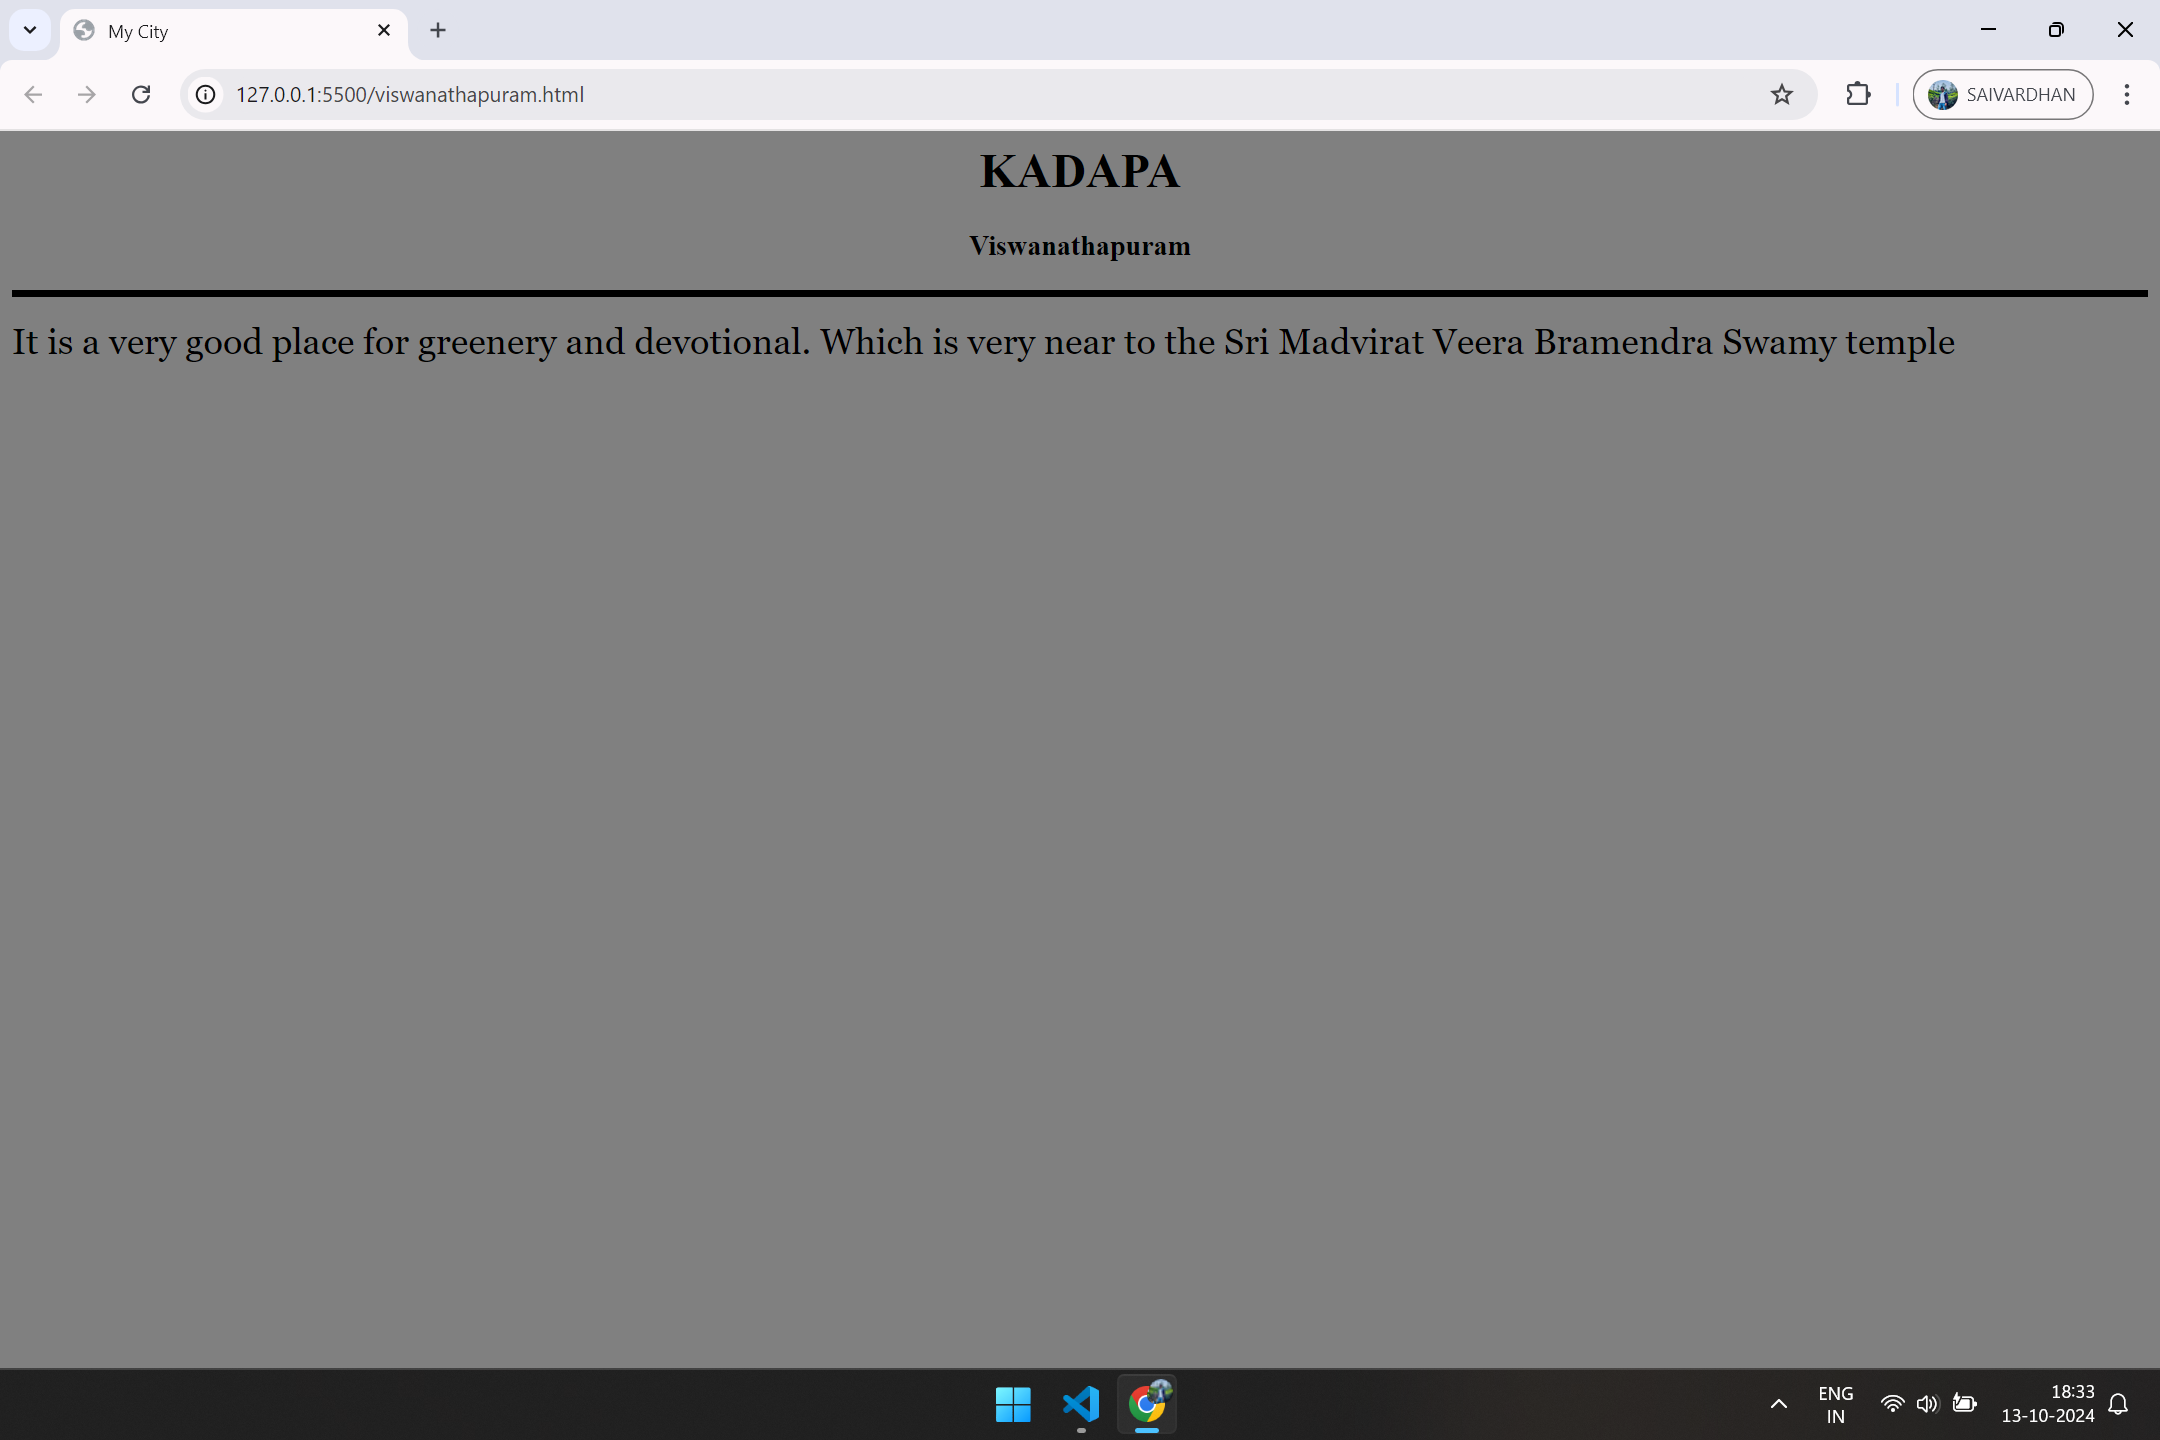 My City
127.0.0.1:5500/viswanathapuram.html
SAIVARDHAN
KADAPA
Viswanathapuram
It is a very good place for greenery and devotional. Which is very near to the Sri Madvirat Veera Bramendra Swamy temple
ENG
IN
18:33
13-10-2024